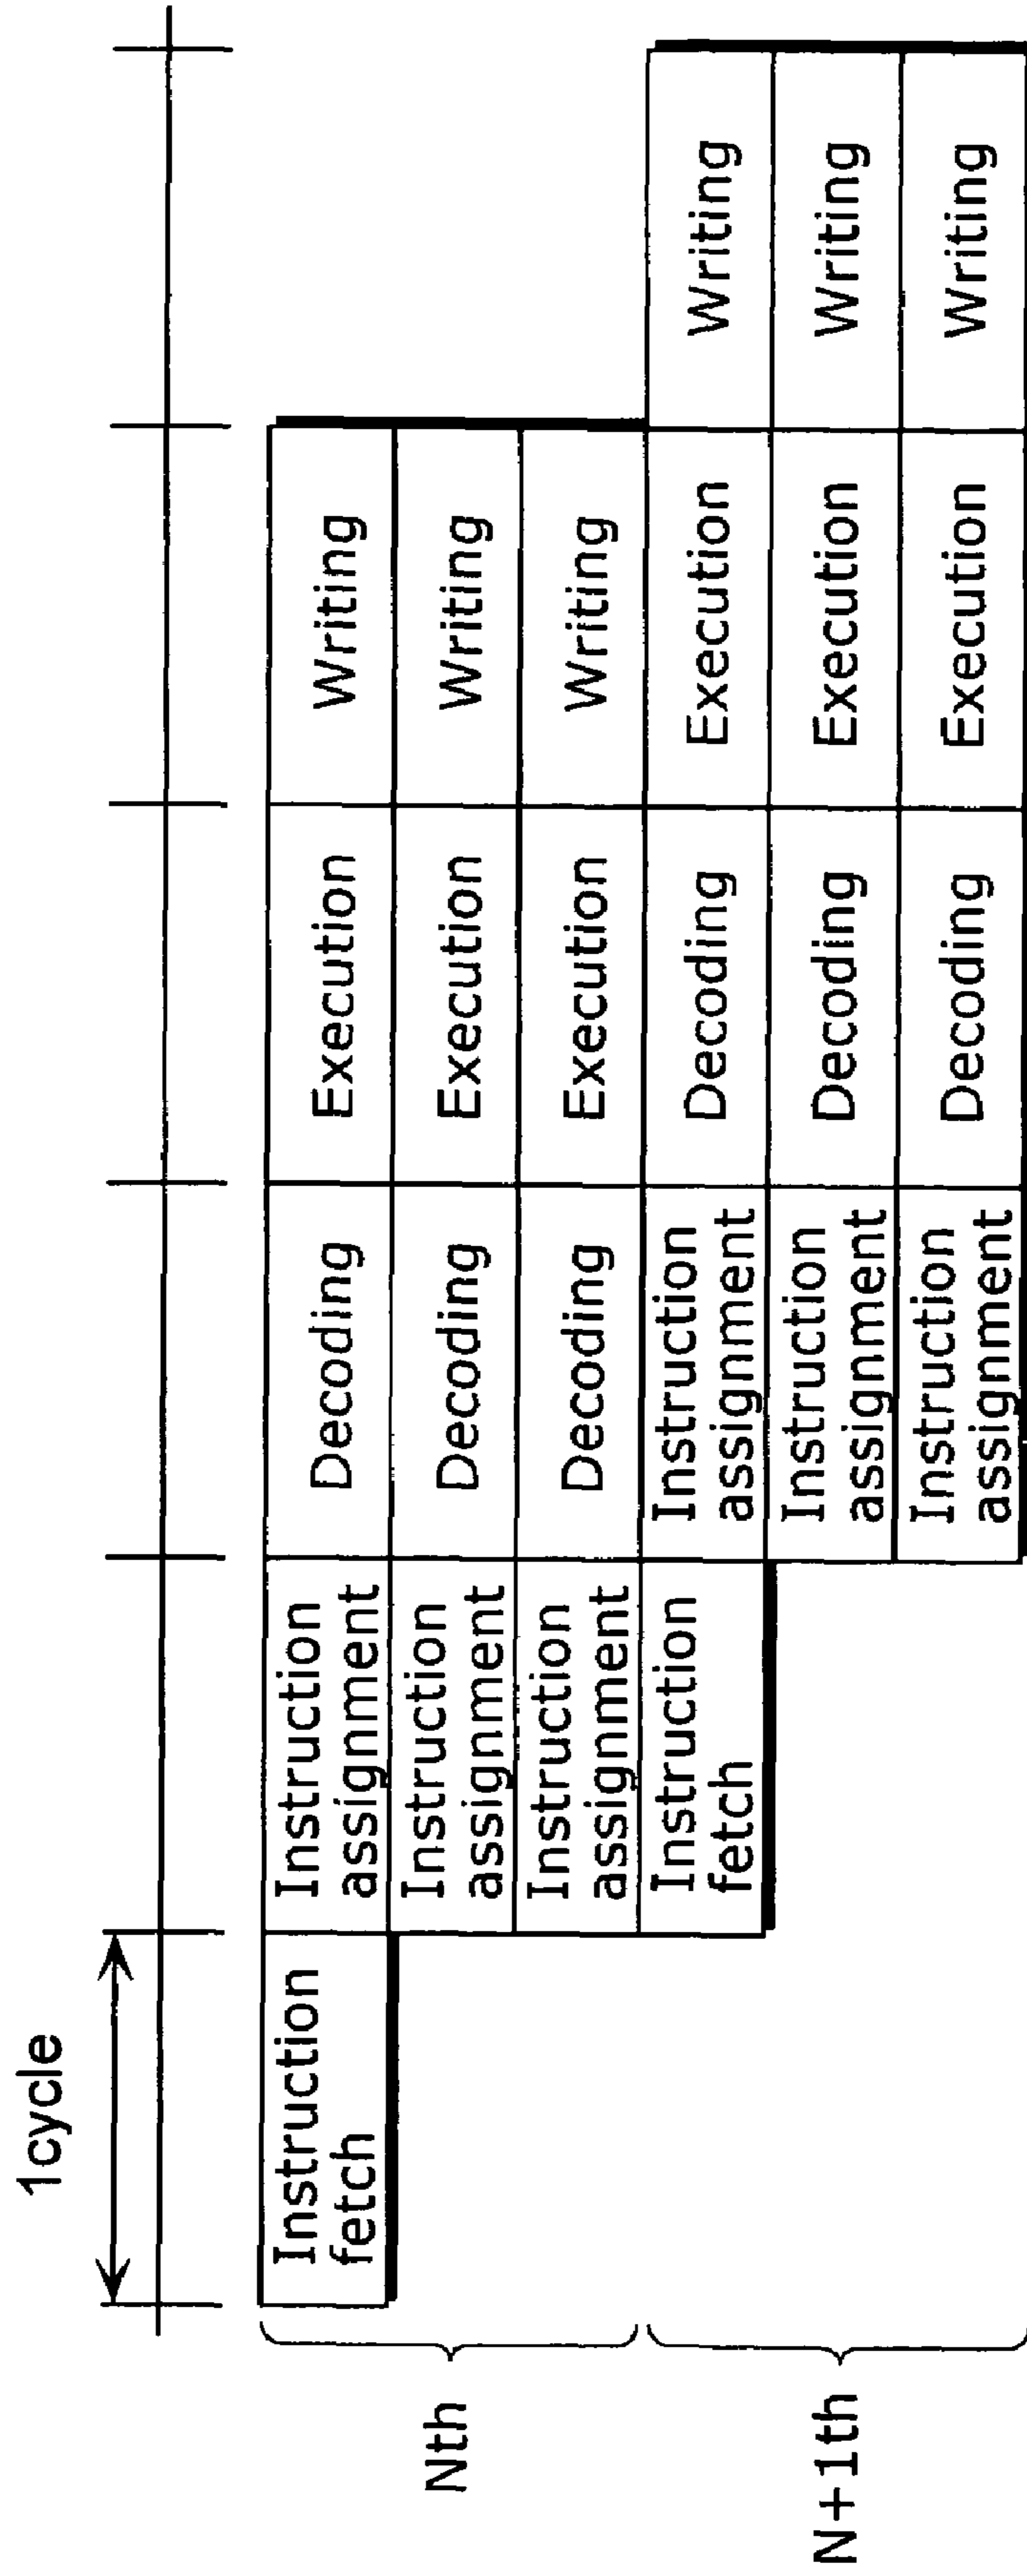 1cycle
Nth
Instruction
fetch
Instruction
assignment
Decoding
Execution
Writing
Instruction
assignment
Decoding
Execution
Writing
Instruction
assignment
Decoding
Execution
Writing
N+1th
Instruction
fetch
Instruction
assignment
Decoding
Execution
Writing
Instruction
assignment
Decoding
Execution
Writing
Instruction
assignment
Decoding
Execution
Writing